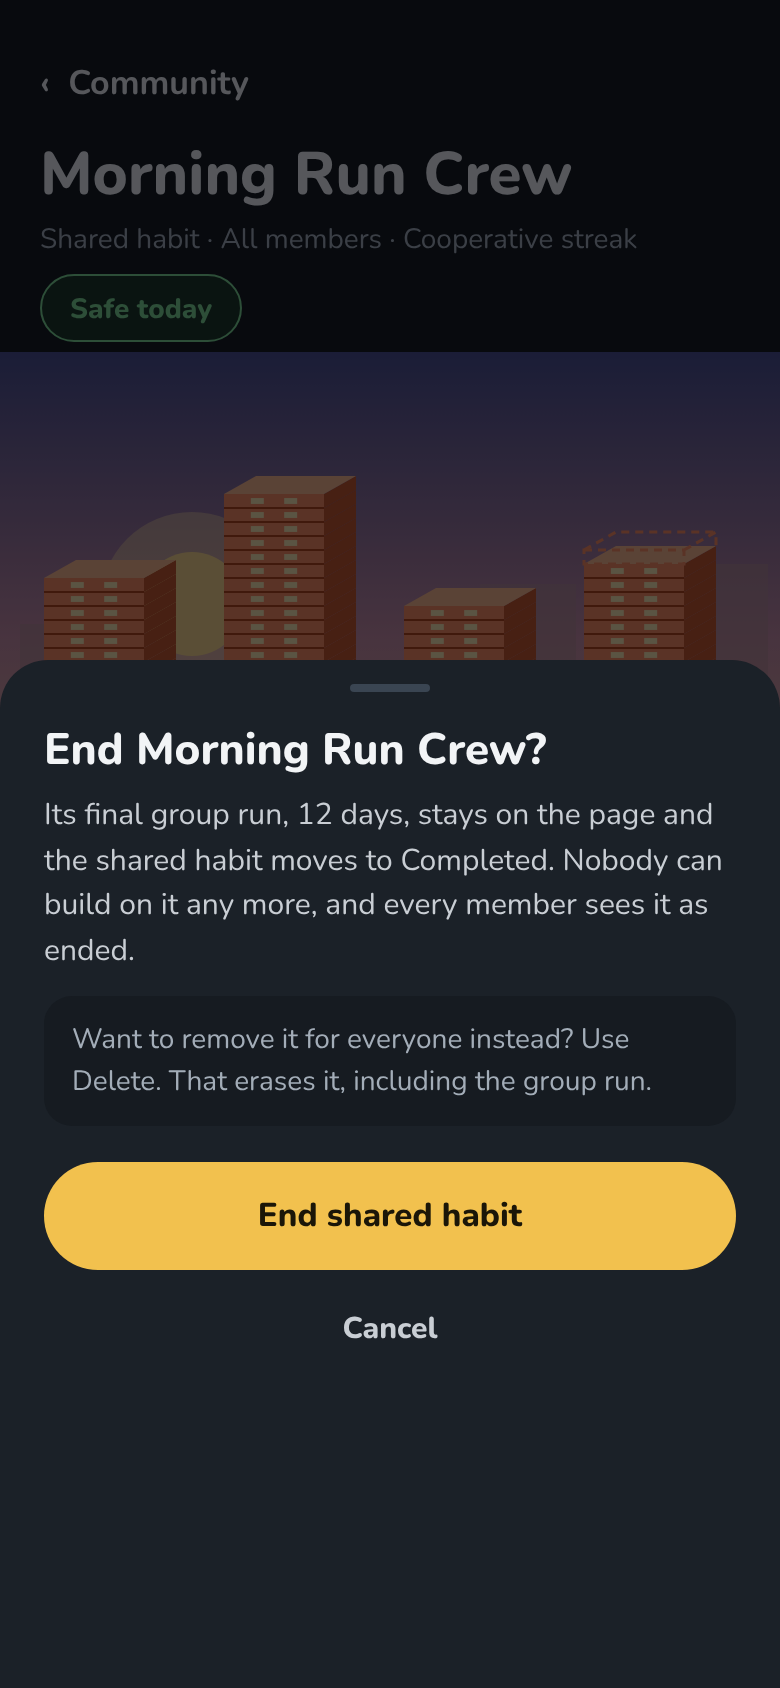 ‹ Community
Morning Run Crew
Shared habit · All members · Cooperative streak
Safe today
End Morning Run Crew?
Its final group run, 12 days, stays on the page and
the shared habit moves to Completed. Nobody can
build on it any more, and every member sees it as
ended.
Want to remove it for everyone instead? Use
Delete. That erases it, including the group run.
End shared habit
Cancel